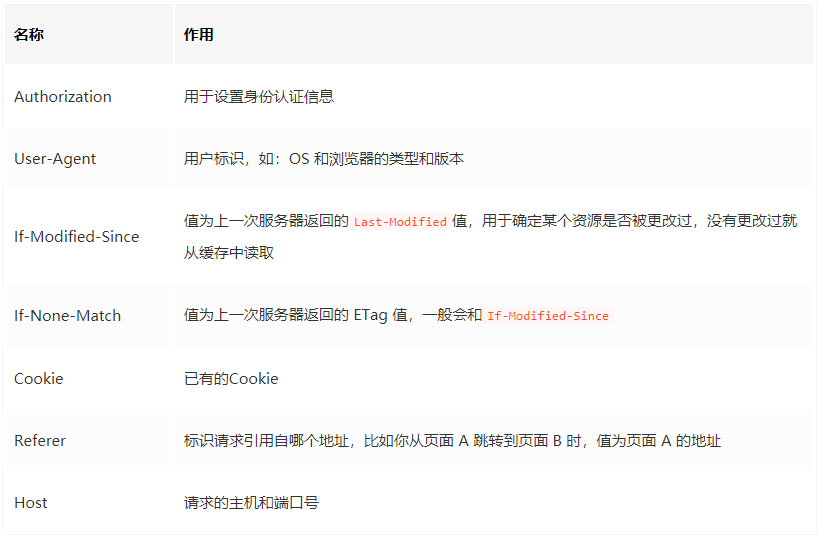 名称 作用
Authorization 用于设置身份认证信息
User-Agent 用户标识，如：OS 和浏览器的类型和版本
If-Modified-Since 值为上一次服务器返回的 Last-Modified 值，用于确定某个资源是否被更改过，没有更改过就
从缓存中读取
If-None-Match 值为上一次服务器返回的 ETag 值，一般会和 If-Modified-Since
Cookie 已有的Cookie
Referer 标识请求引用自哪个地址，比如你从页面 A 跳转到页面 B 时，值为页面 A 的地址
Host 请求的主机和端口号